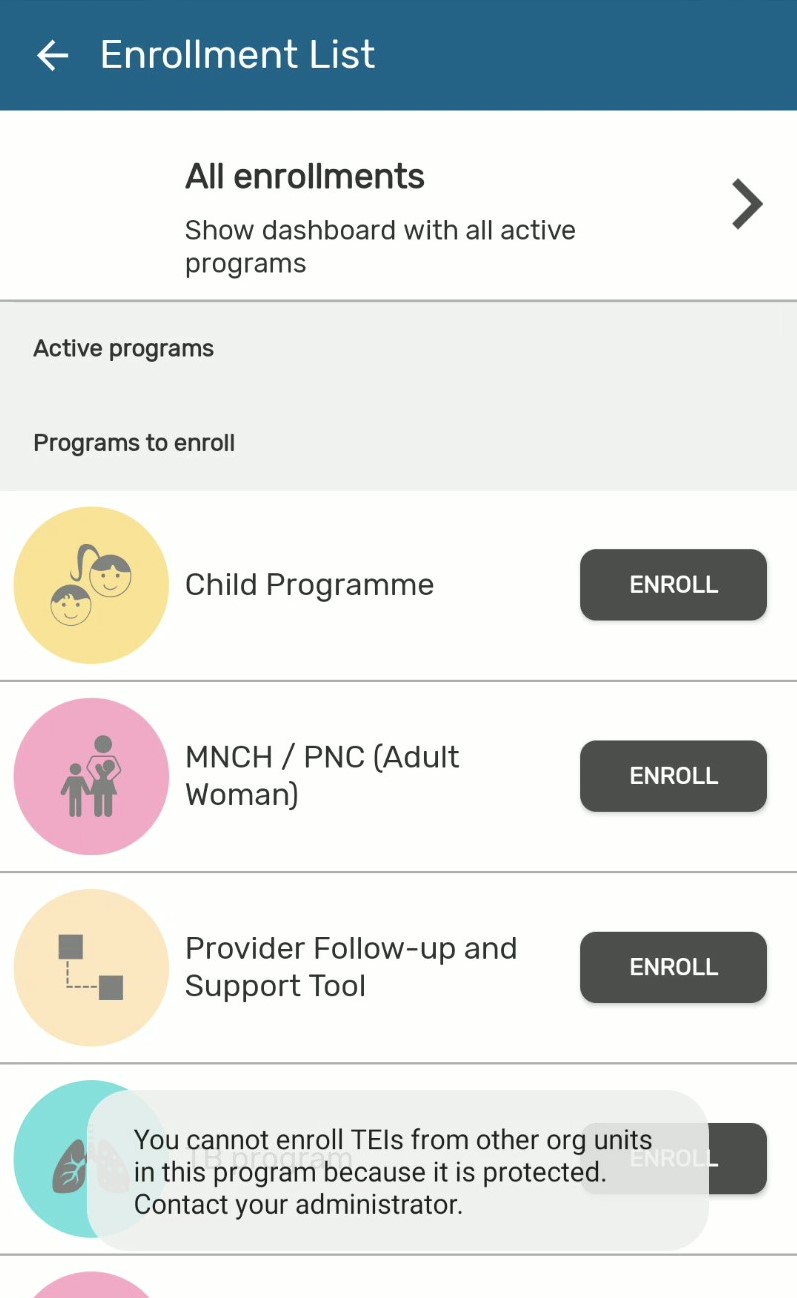 Enrollment List
All enrollments
Show dashboard with all active
programs
Active programs
Programs to enroll
Child Programme
ENROLL
MNCH / PNC (Adult
Woman)
ENROLL
Provider Follow-up and
Support Tool
ENROLL
TB program
ENROLL
You cannot enroll TEIs from other org units
in this program because it is protected.
Contact your administrator.